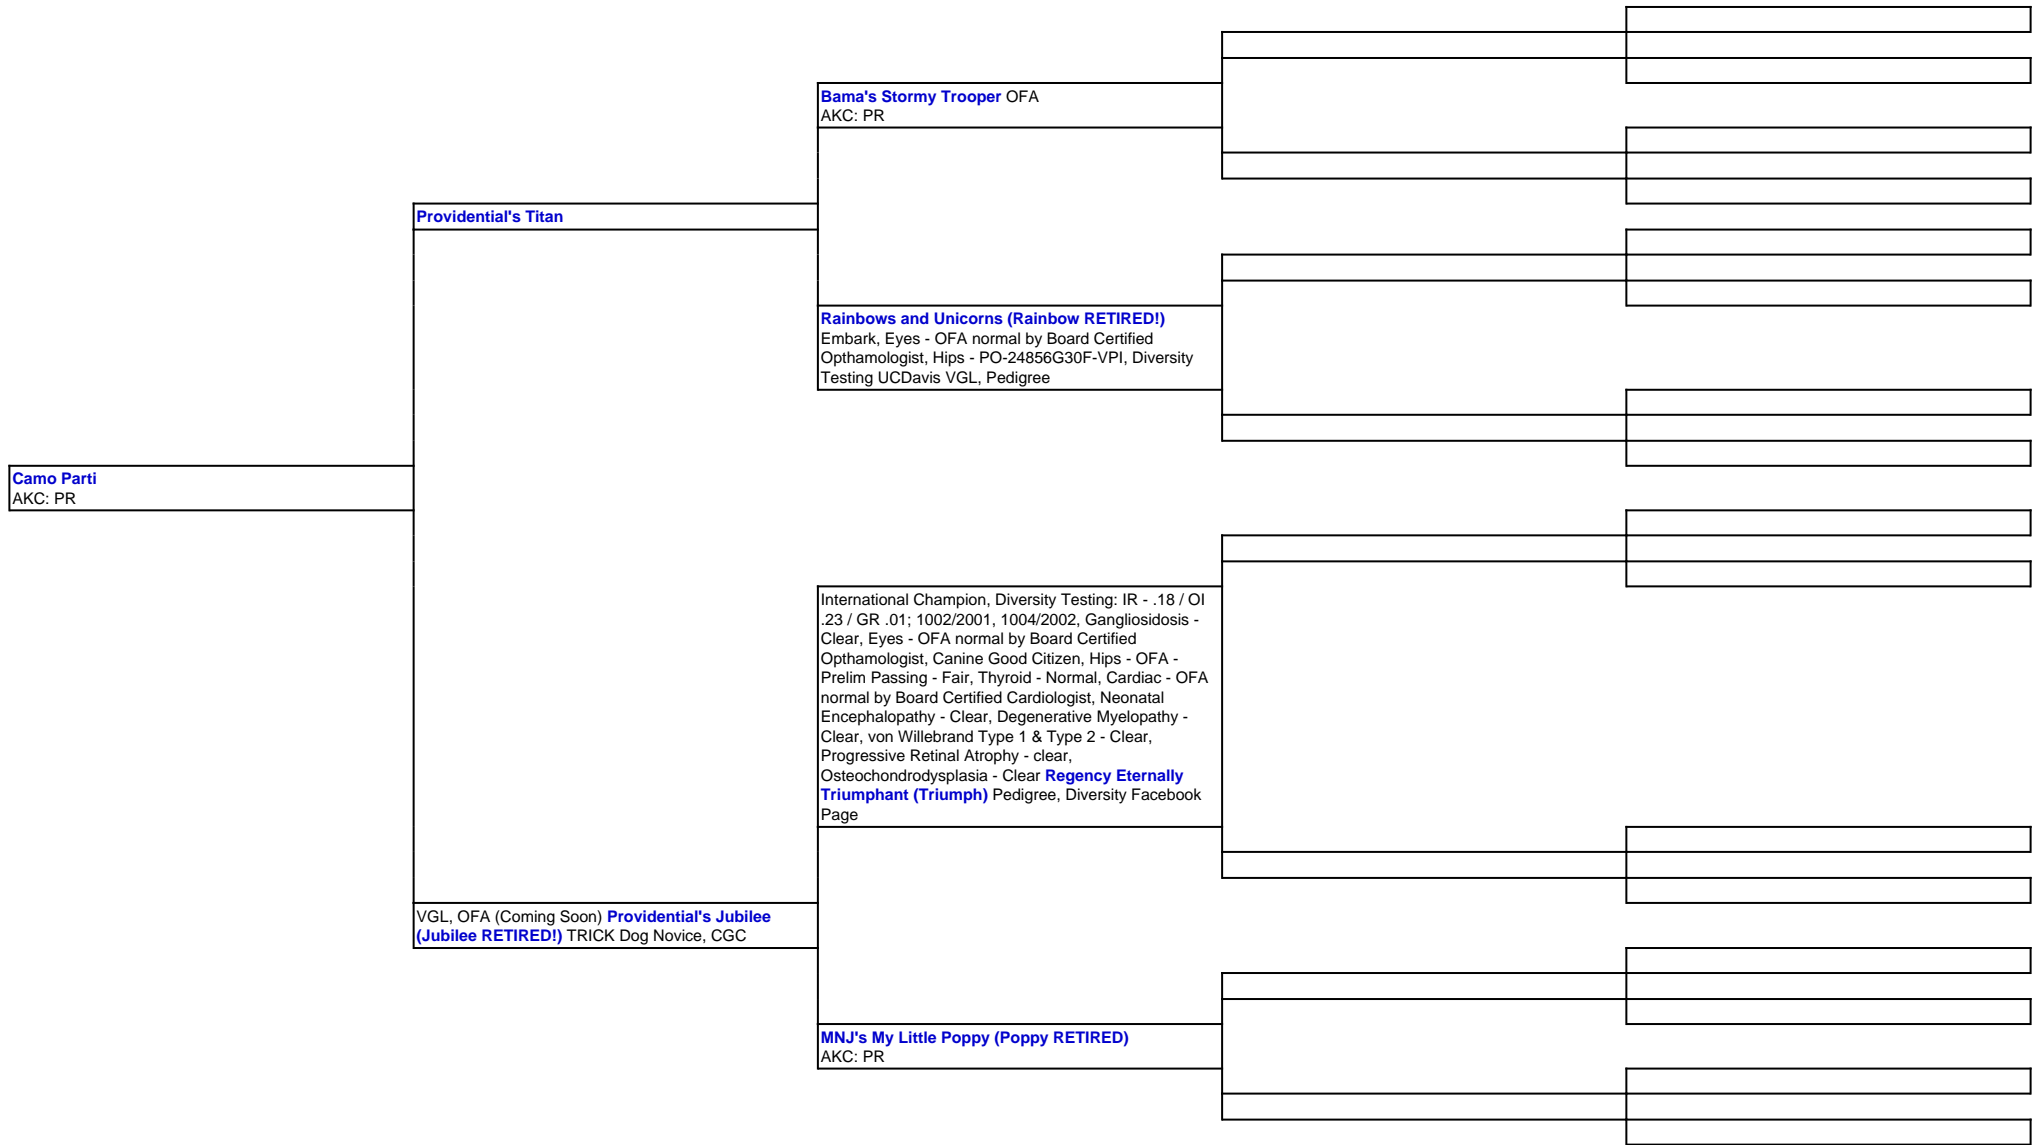 Bama's Stormy Trooper OFA
AKC: PR
Providential's Titan
Rainbows and Unicorns (Rainbow RETIRED!)
Embark, Eyes - OFA normal by Board Certified
Opthamologist, Hips - PO-24856G30F-VPI, Diversity
Testing UCDavis VGL, Pedigree
Camo Parti
AKC: PR
International Champion, Diversity Testing: IR - .18 / OI
.23 / GR .01; 1002/2001, 1004/2002, Gangliosidosis -
Clear, Eyes - OFA normal by Board Certified
Opthamologist, Canine Good Citizen, Hips - OFA -
Prelim Passing - Fair, Thyroid - Normal, Cardiac - OFA
normal by Board Certified Cardiologist, Neonatal
Encephalopathy - Clear, Degenerative Myelopathy -
Clear, von Willebrand Type 1 & Type 2 - Clear,
Progressive Retinal Atrophy - clear,
Osteochondrodysplasia - Clear Regency Eternally
Triumphant (Triumph) Pedigree, Diversity Facebook
Page
VGL, OFA (Coming Soon) Providential's Jubilee
(Jubilee RETIRED!) TRICK Dog Novice, CGC
MNJ's My Little Poppy (Poppy RETIRED)
AKC: PR